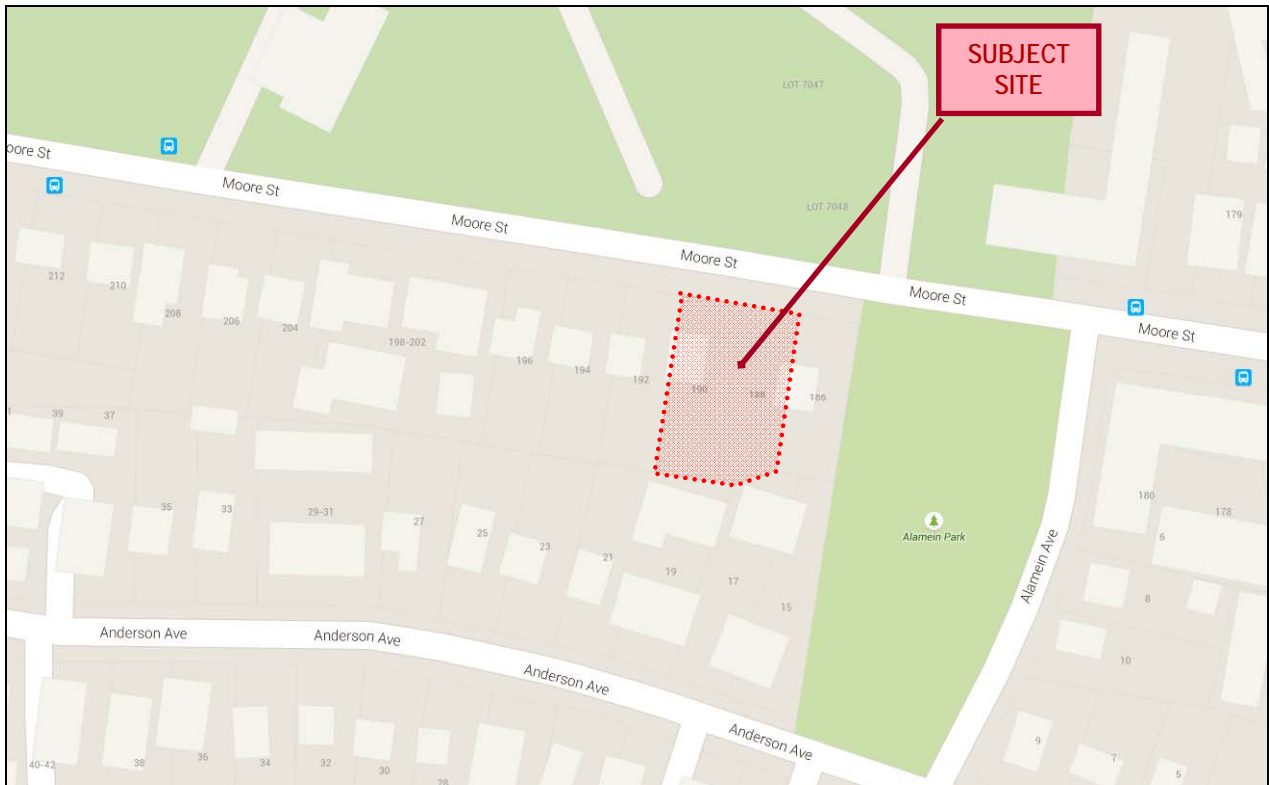 SUBJECT
SITE
LOT 7047
oore St
Moore St
LOT 7048
179
Moore St
Moore St
Moore St
Moore St
212
210
208
206
204
198-202
196
194
192
190
188
186
39
37
35
33
29-31
27
25
23
21
19
17
15
Alamein Park
Alamein Ave
180
178
6
8
10
Anderson Ave
Anderson Ave
Anderson Ave
Anderson Ave
40-42
38
36
34
32
30
28
9
7
5